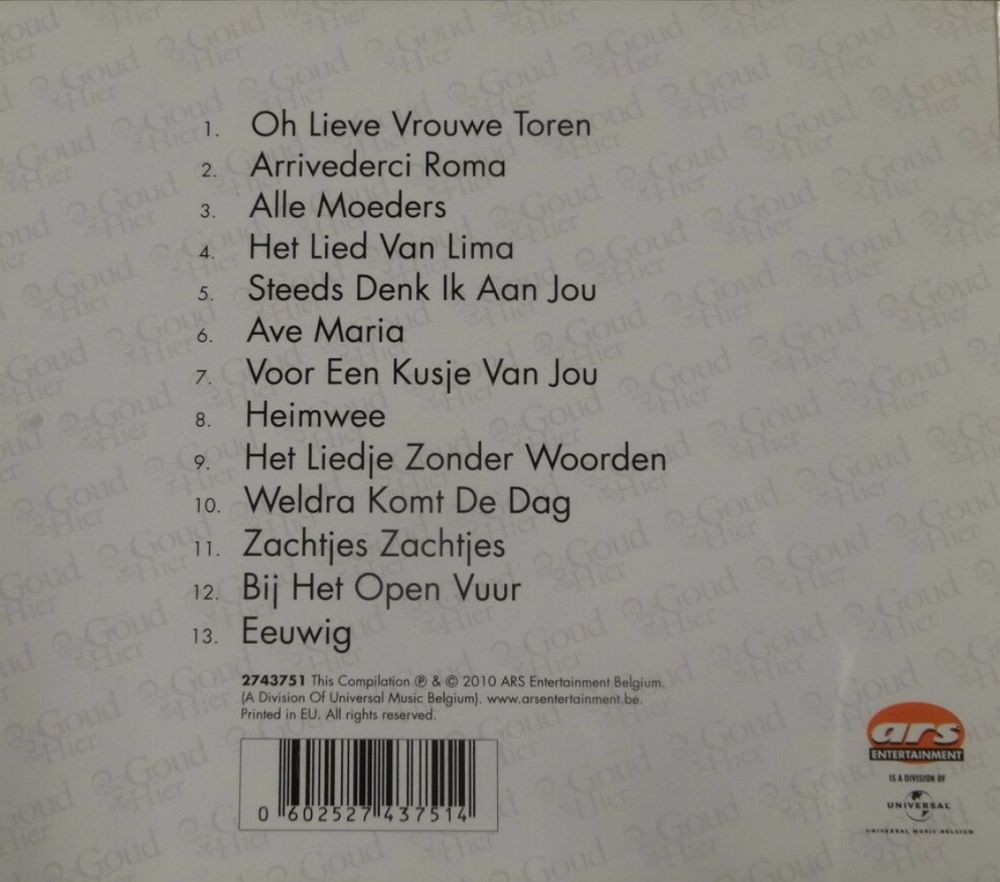 1. Oh Lieve Vrouwe Toren
2. Arrivederci Roma
3. Alle Moeders
4. Het Lied Van Lima
5. Steeds Denk Ik Aan Jou
6. Ave Maria
7. Voor Een Kusje Van Jou
8. Heimwee
9. Het Liedje Zonder Woorden
10. Weldra Komt De Dag
11. Zachtjes Zachtjes
12. Bij Het Open Vuur
13. Eeuwig
2743751 This Compilation ℗ & © 2010 ARS Entertainment Belgium.
(A Division Of Universal Music Belgium). www.arsentertainment.be.
Printed in EU. All rights reserved.
0 602527 437514
ars
ENTERTAINMENT
IS A DIVISION OF
UNIVERSAL
UNIVERSAL MUSIC BELGIUM
Goud
Hier